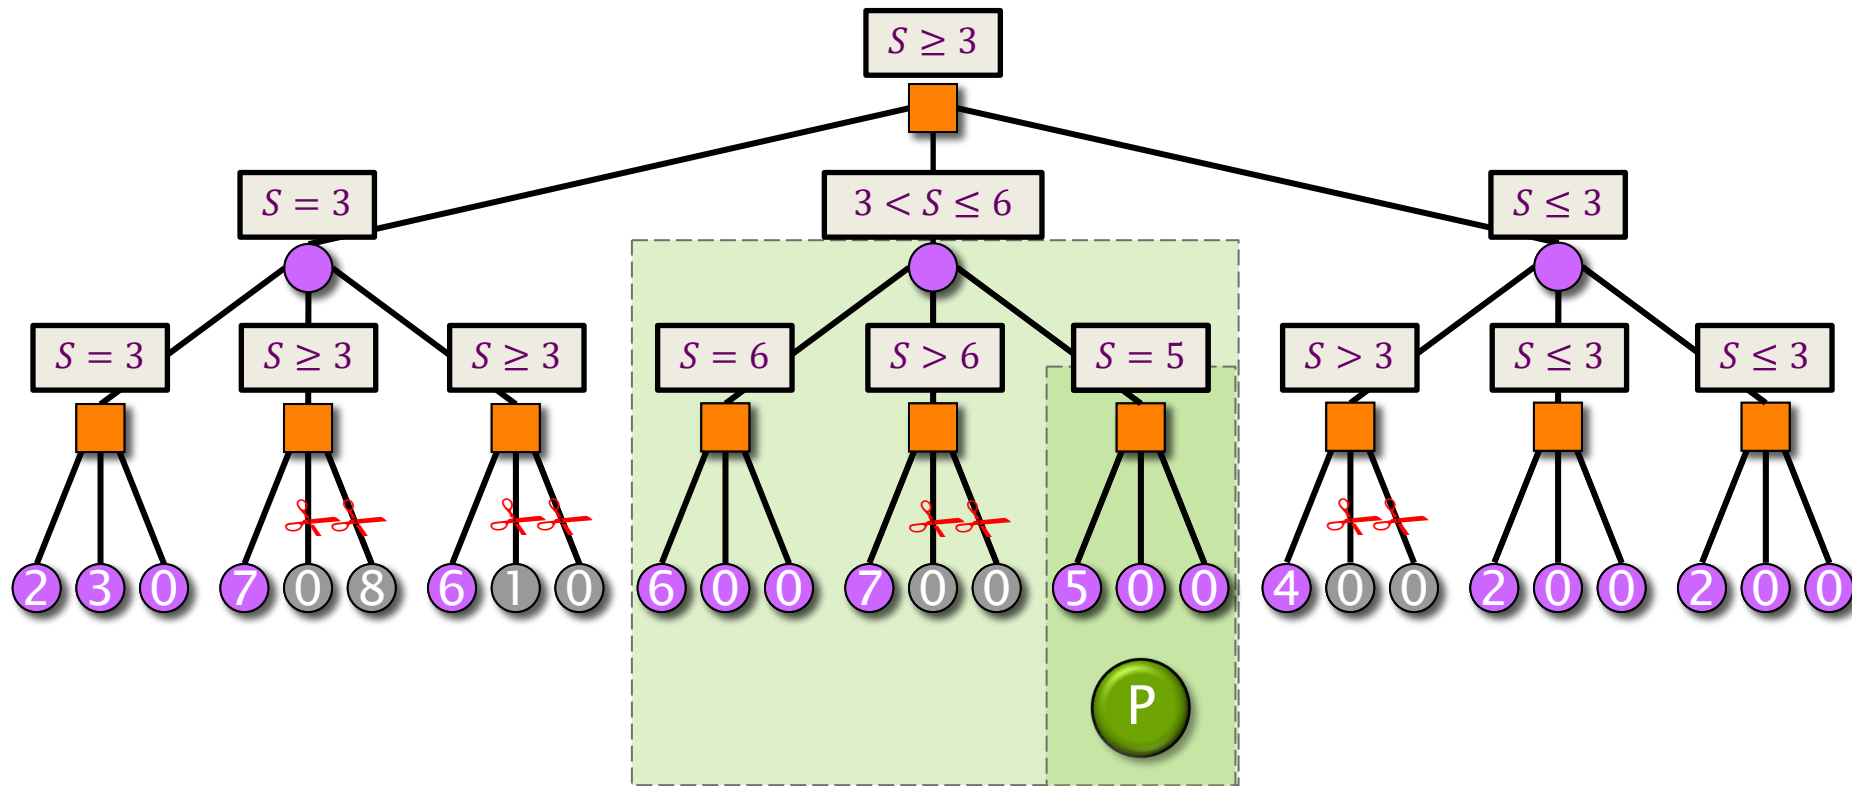 S ≥ 3
S = 3
3 < S ≤ 6
S ≤ 3
S = 3
S ≥ 3
S ≥ 3
S = 6
S > 6
S = 5
S > 3
S ≤ 3
S ≤ 3
2 3 0 7 0 8 6 1 0 6 0 0 7 0 0 5 0 0 4 0 0 2 0 0 2 0 0
P